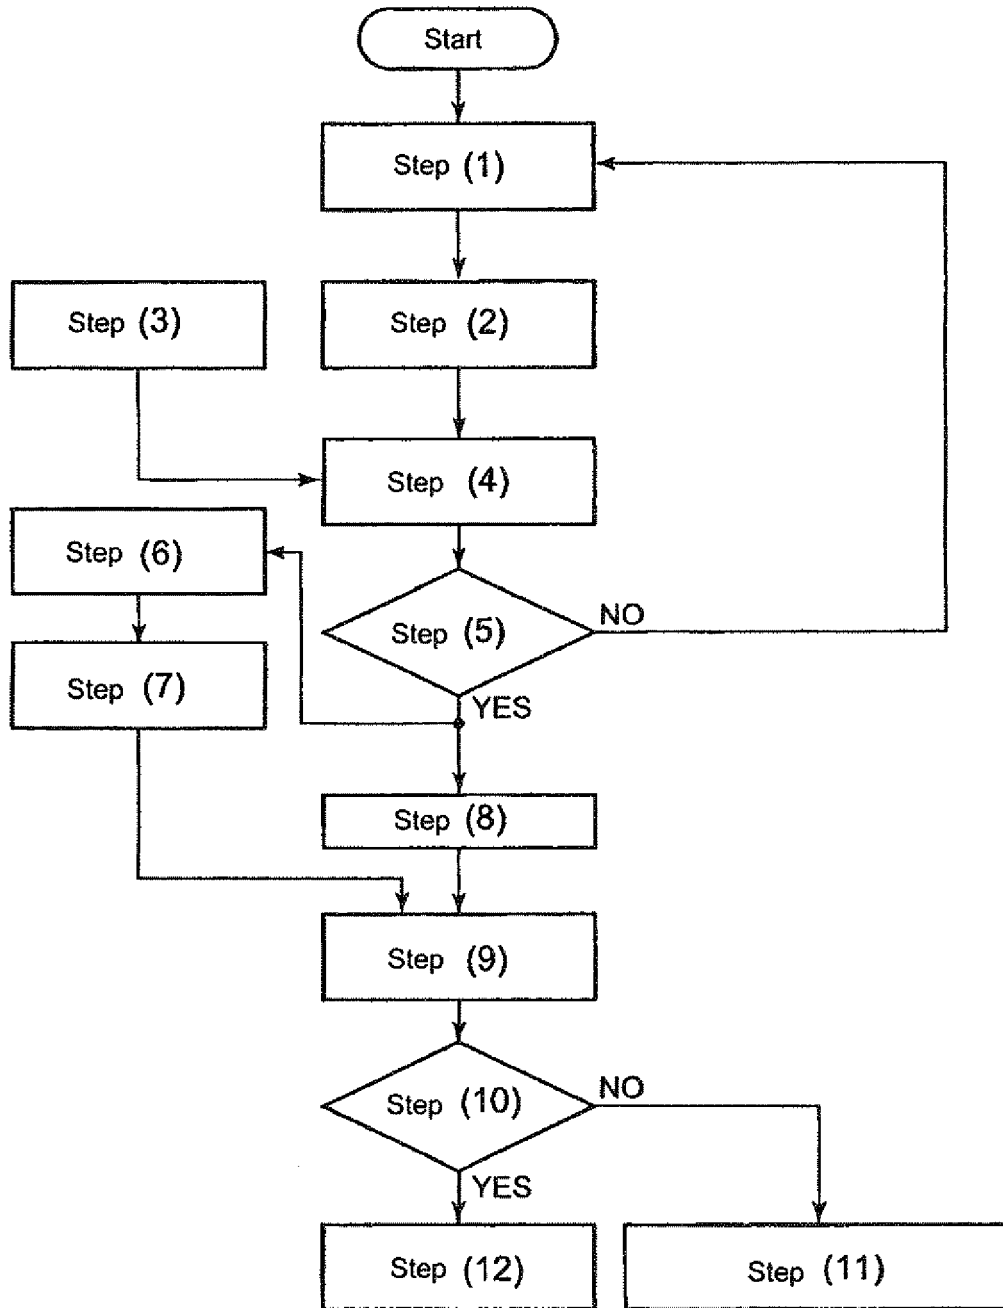 Start
Step (1)
Step (3)
Step (2)
Step (4)
Step (6)
Step (5)
NO
Step (7)
YES
Step (8)
Step (9)
Step (10)
NO
YES
Step (12)
Step (11)